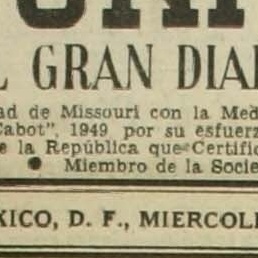 L GRAN DIA
ad de Missouri con la Med
Cabot", 1949 por su esfuerz
e la República que Certific
● Miembro de la Socie
XICO, D. F., MIERCOL